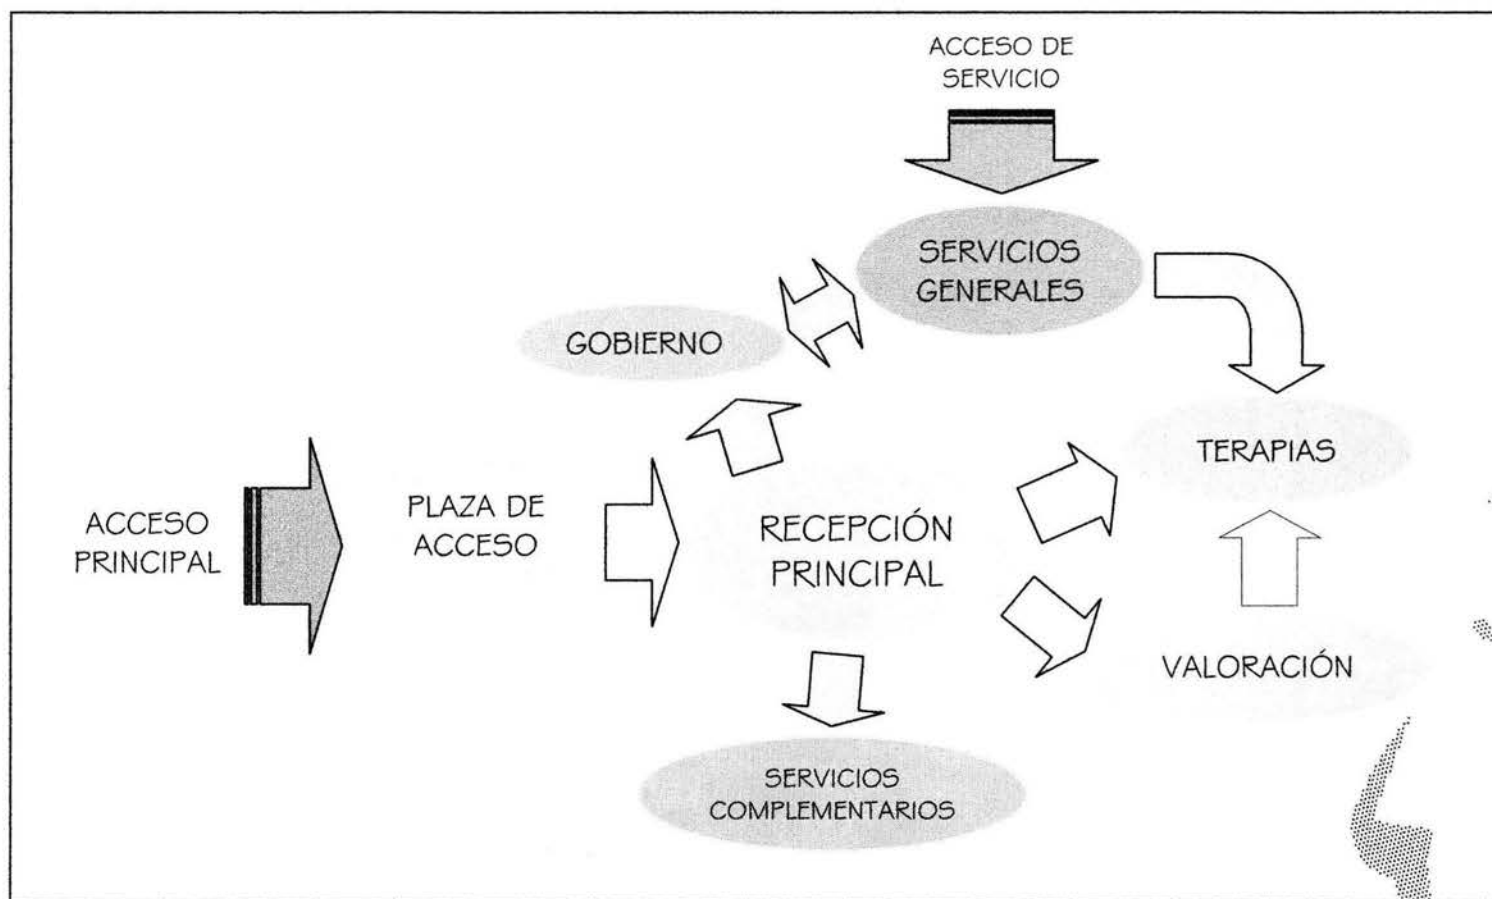 ACCESO DE
SERVICIO
SERVICIOS
GENERALES
GOBIERNO
TERAPIAS
ACCESO
PRINCIPAL
PLAZA DE
ACCESO
RECEPCIÓN
PRINCIPAL
VALORACIÓN
SERVICIOS
COMPLEMENTARIOS